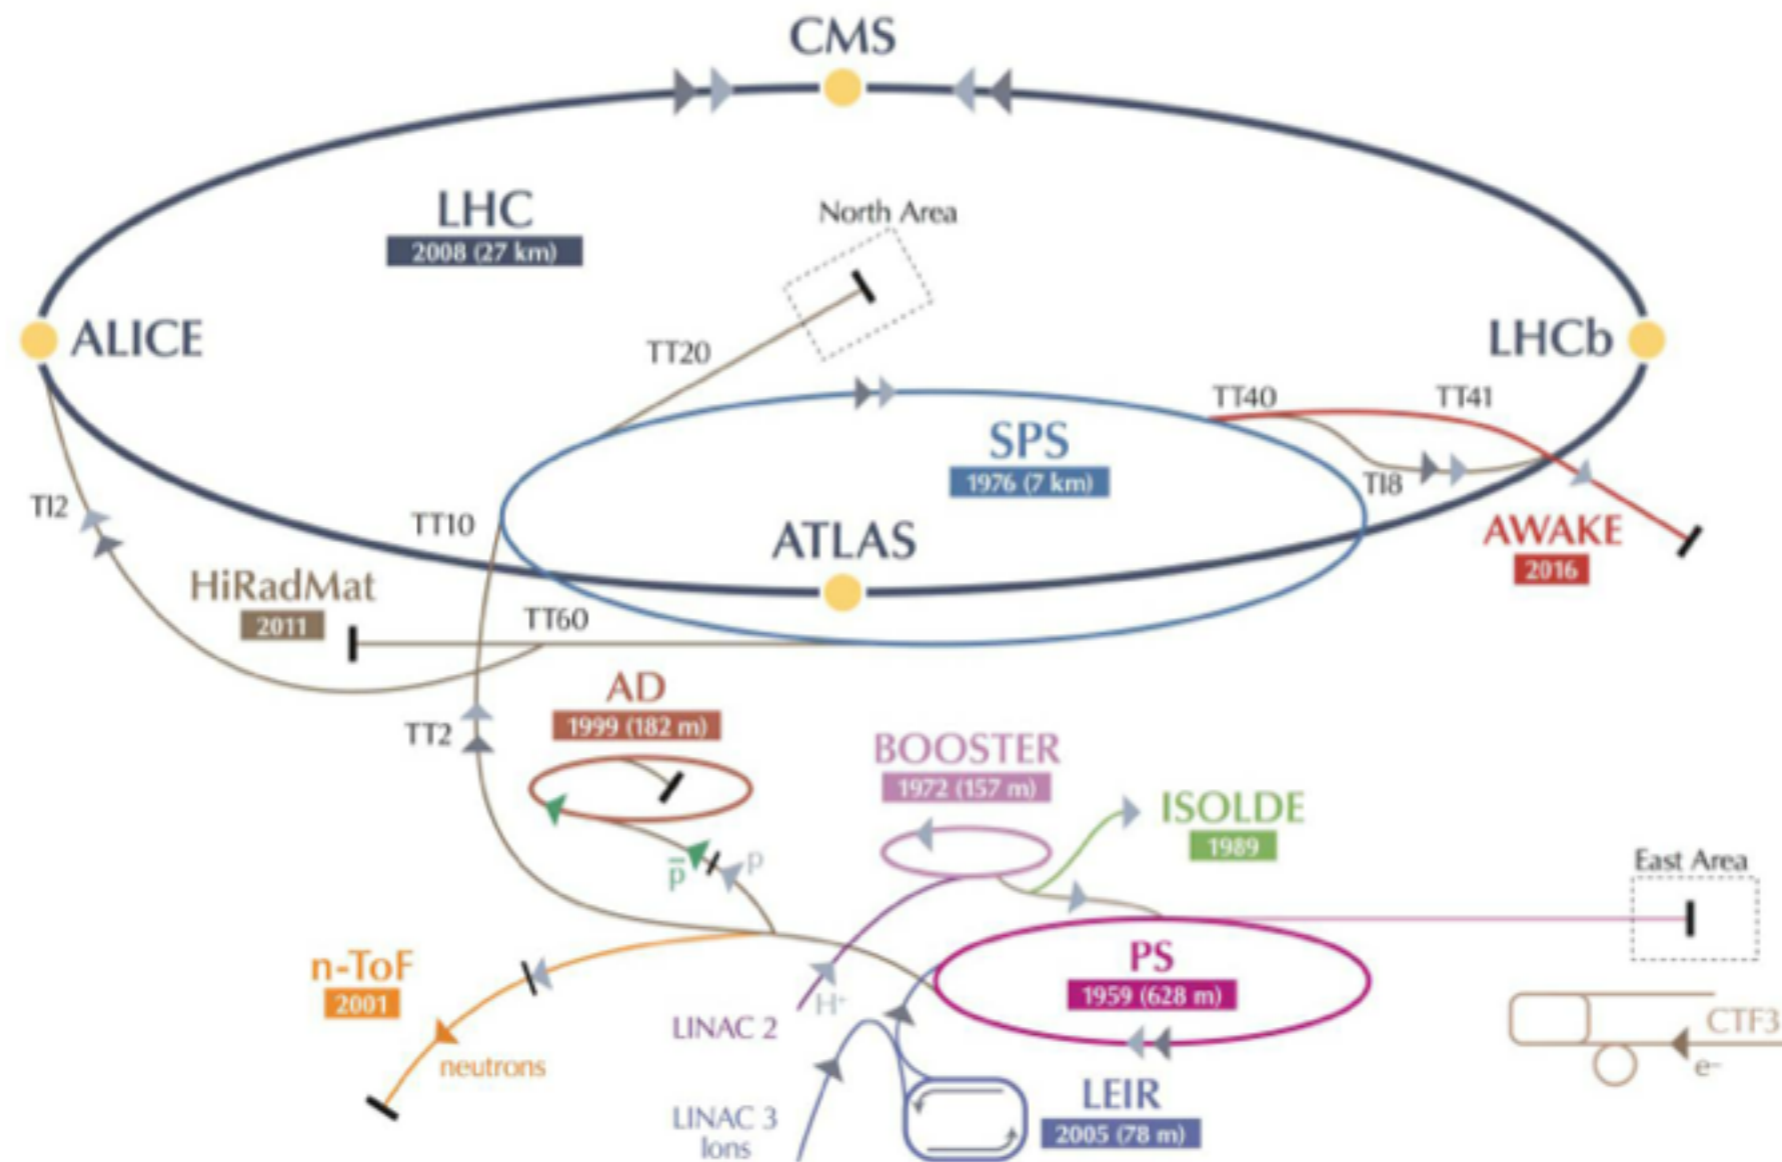 CMS
LHC
2008 (27 km)
North Area
ALICE
LHCb
TT20
TT40
TT41
SPS
1976 (7 km)
TI8
TI2
TT10
ATLAS
AWAKE
2016
HiRadMat
2011
TT60
AD
1999 (182 m)
TT2
BOOSTER
1972 (157 m)
ISOLDE
1989
p̄
p
East Area
n-ToF
2001
PS
1959 (628 m)
H⁺
LINAC 2
neutrons
CTF3
e⁻
LEIR
2005 (78 m)
LINAC 3
Ions